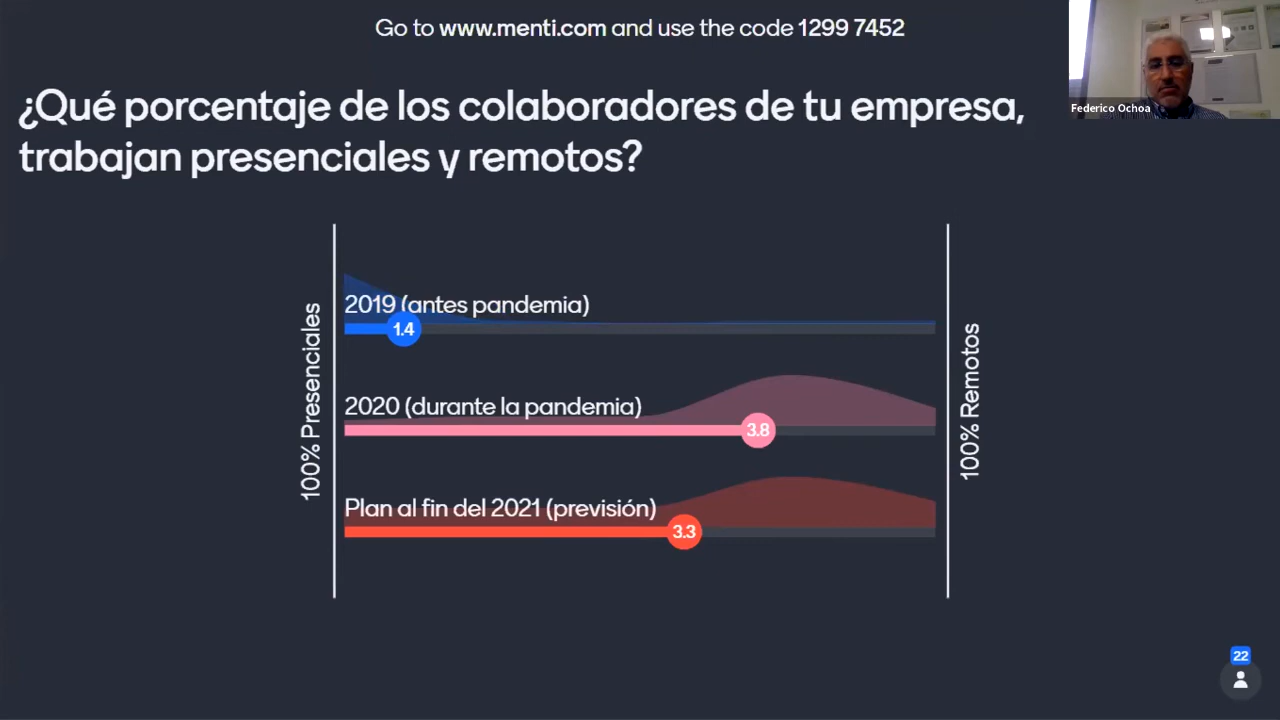 Go to www.menti.com and use the code 1299 7452
Federico Ochoa
¿Qué porcentaje de los colaboradores de tu empresa,
trabajan presenciales y remotos?
100% Presenciales
2019 (antes pandemia)
1.4
2020 (durante la pandemia)
3.8
Plan al fin del 2021 (previsión)
3.3
100% Remotos
22